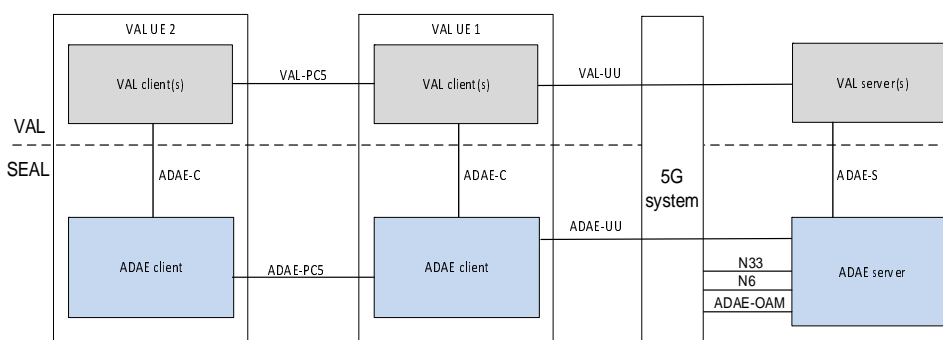 VAL UE 2
VAL UE 1
VAL client(s)
VAL-PC5
VAL client(s)
VAL-UU
VAL server(s)
VAL
SEAL
ADAE-C
ADAE-C
5G
system
ADAE-S
ADAE client
ADAE-PC5
ADAE client
ADAE-UU
N33
N6
ADAE-OAM
ADAE server